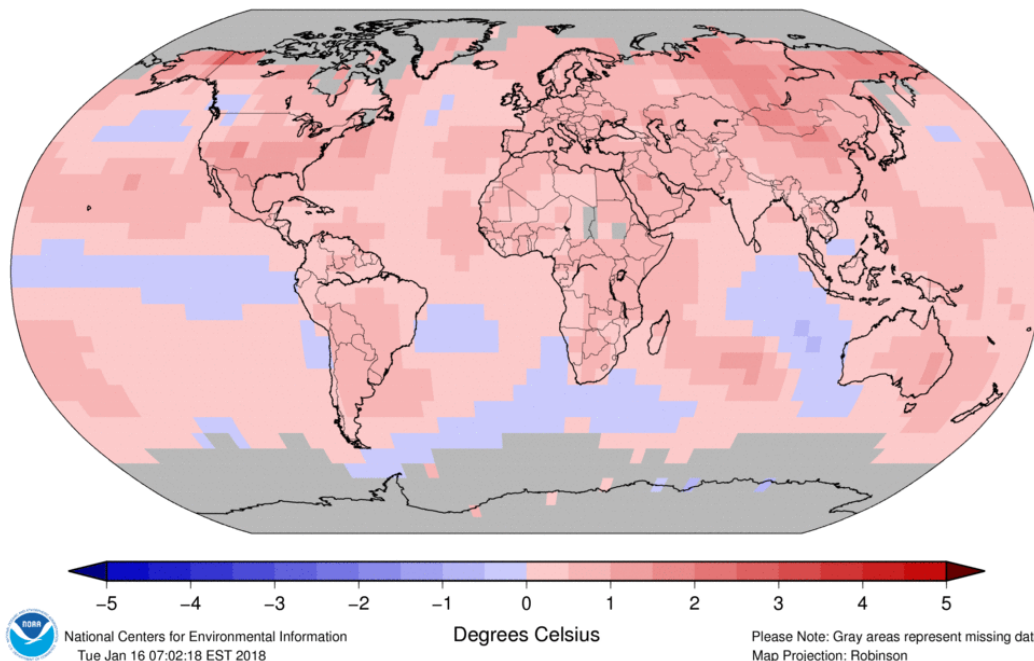 −5 −4 −3 −2 −1 0 1 2 3 4 5
Degrees Celsius
NOAA
National Centers for Environmental Information
Tue Jan 16 07:02:18 EST 2018
Please Note: Gray areas represent missing dat
Map Projection: Robinson